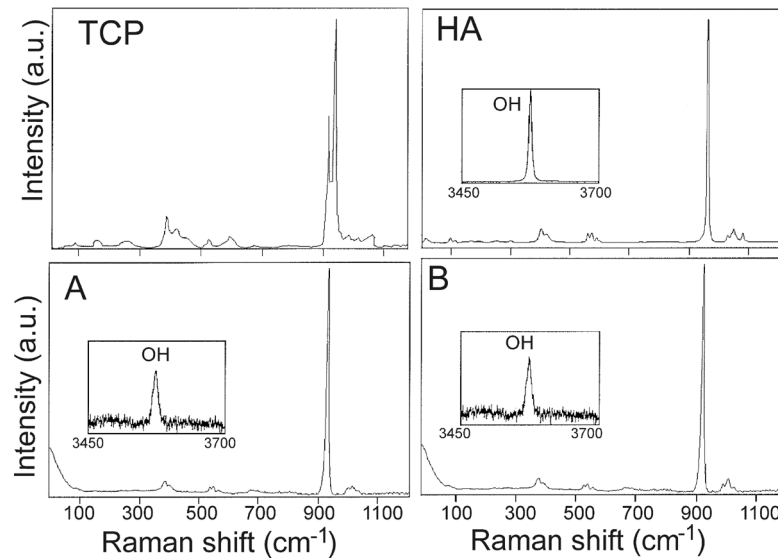 TCP
HA
OH
3450 3700
Intensity (a.u.)
A
OH
3450 3700
B
OH
3450 3700
Intensity (a.u.)
100 300 500 700 900 1100
100 300 500 700 900 1100
Raman shift (cm⁻¹)
Raman shift (cm⁻¹)